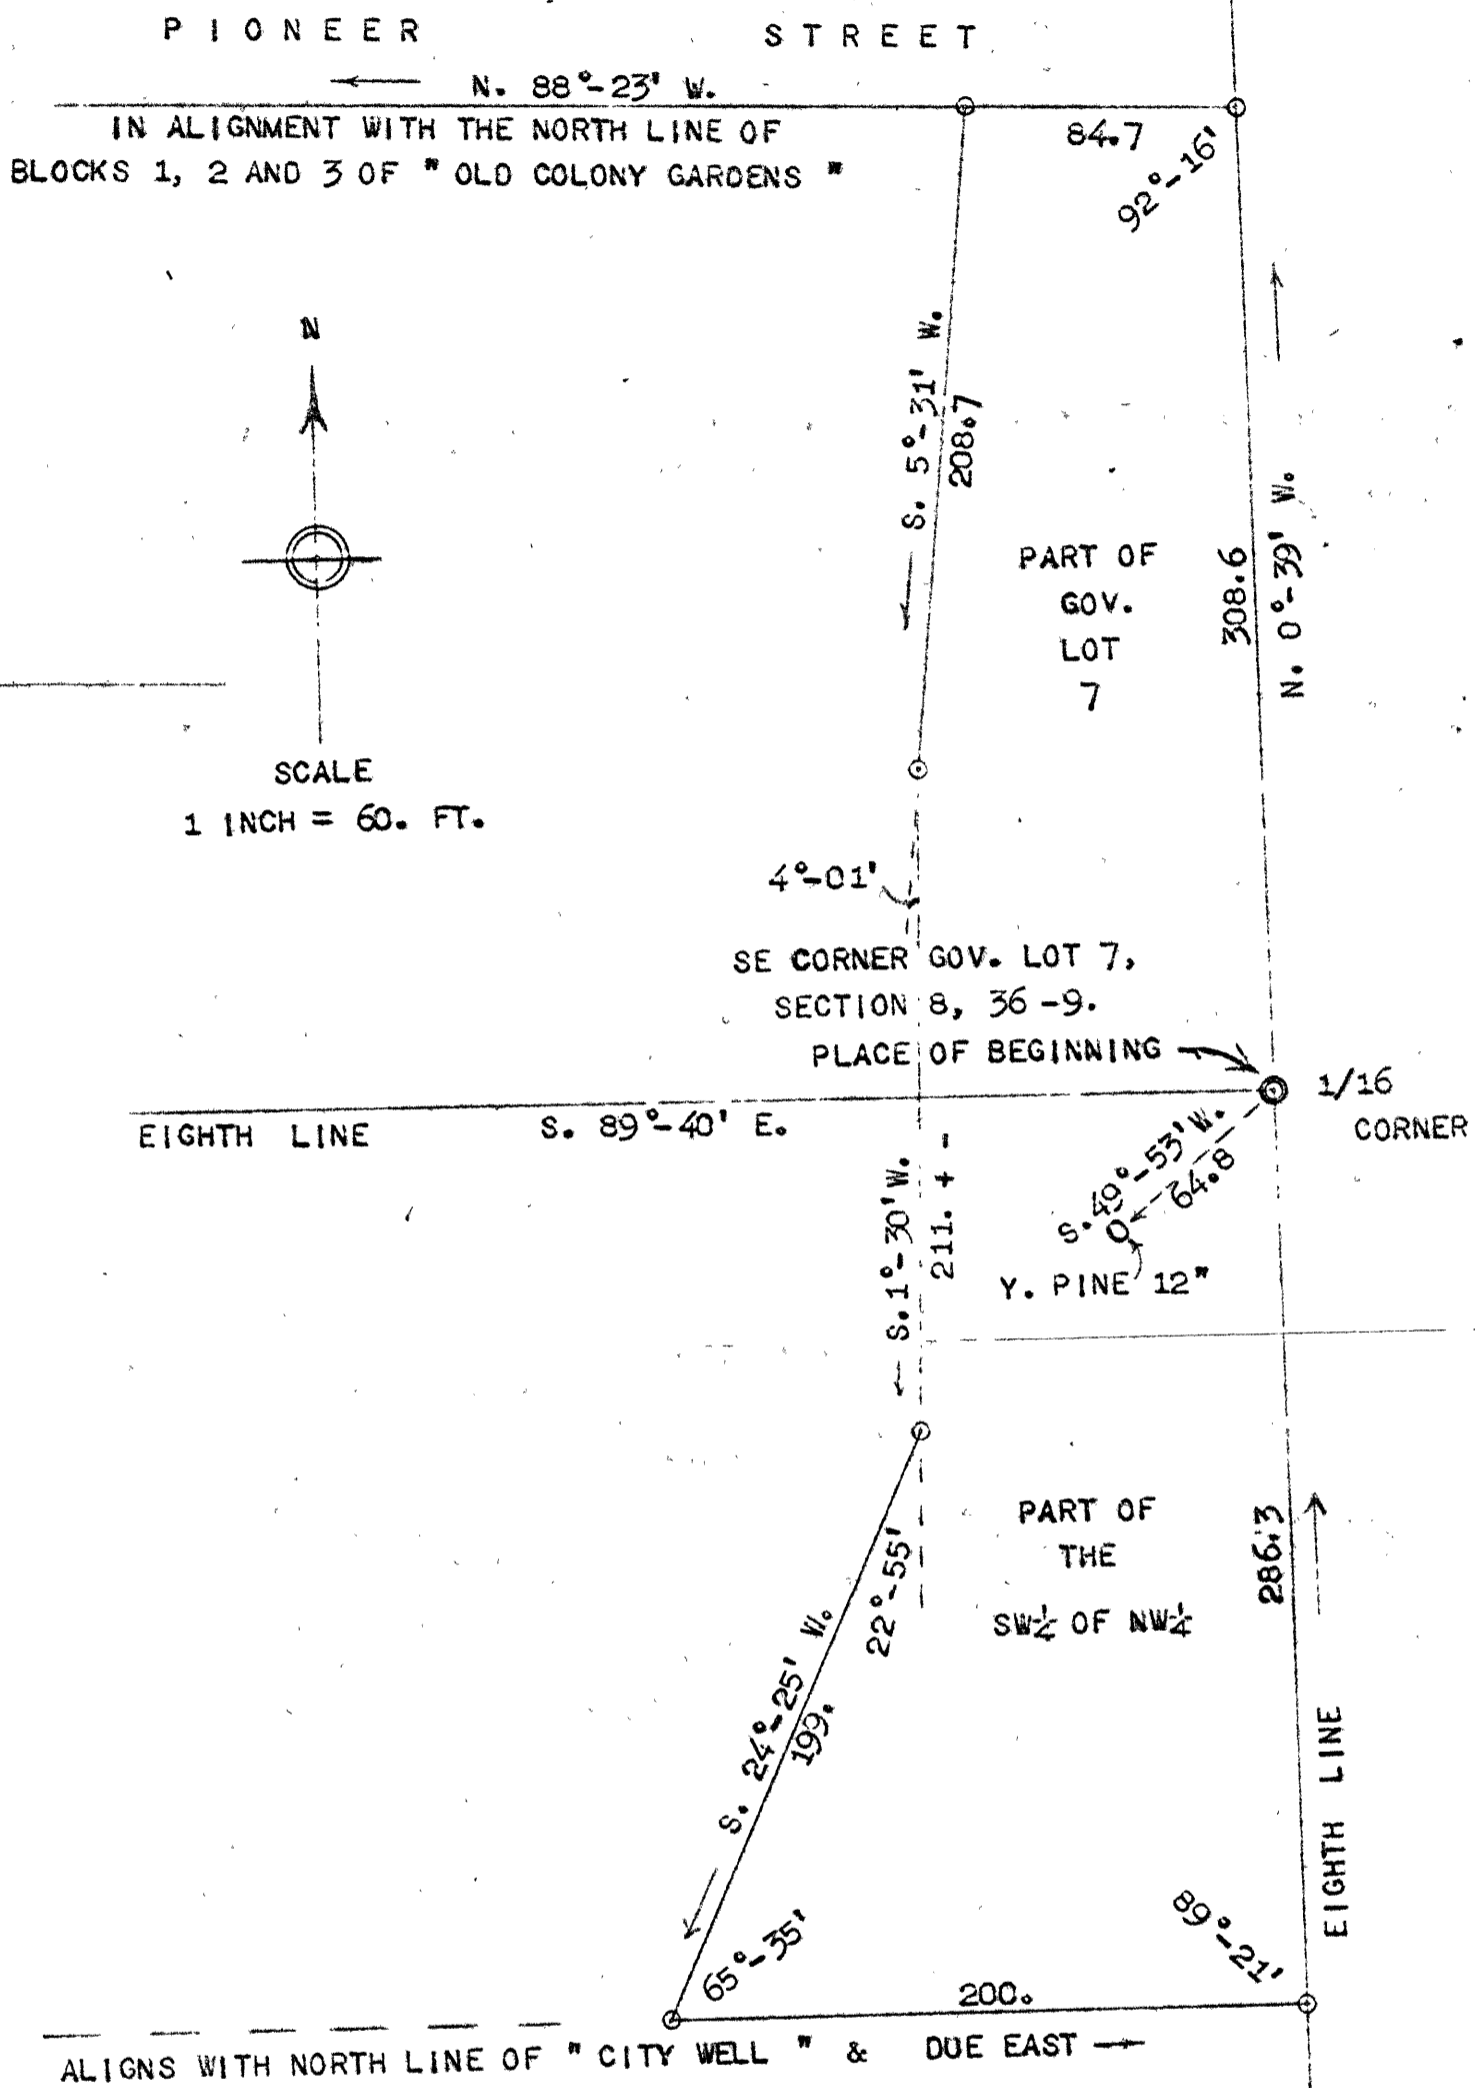 PIONEER STREET
N. 88°-23' W.
IN ALIGNMENT WITH THE NORTH LINE OF
BLOCKS 1, 2 AND 3 OF " OLD COLONY GARDENS "
84.7
92°-16'
N
S. 5°-31' W.
208.7
PART OF
GOV.
LOT
7
308.6
N. 0°-39' W.
SCALE
1 INCH = 60. FT.
4°-01'
SE CORNER GOV. LOT 7,
SECTION 8, 36-9.
PLACE OF BEGINNING
1/16
CORNER
EIGHTH LINE
S. 89°-40' E.
S. 1°-30' W.
211. + -
S. 49°-53' W.
64.8
Y. PINE 12"
PART OF
THE
SW¼ OF NW¼
22°-55'
286.3
S. 24°-25' W.
199.
EIGHTH LINE
65°-35'
89°-21'
200.
ALIGNS WITH NORTH LINE OF " CITY WELL " & DUE EAST